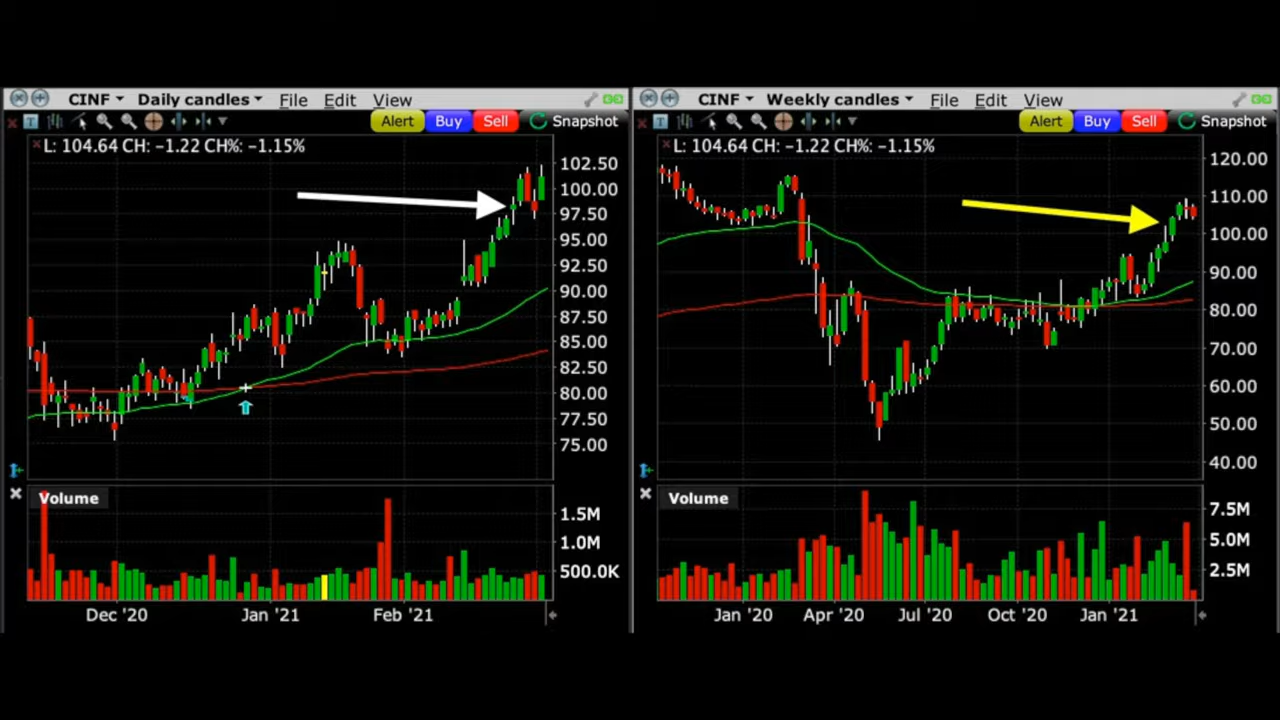 CINF Daily candles File Edit View
Alert Buy Sell Snapshot
L: 104.64 CH: −1.22 CH%: −1.15%
102.50
100.00
97.50
95.00
92.50
90.00
87.50
85.00
82.50
80.00
77.50
75.00
Volume
1.5M
1.0M
500.0K
Dec '20 Jan '21 Feb '21
CINF Weekly candles File Edit View
T Alert Buy Sell Snapshot
L: 104.64 CH: −1.22 CH%: −1.15%
120.00
110.00
100.00
90.00
80.00
70.00
60.00
50.00
40.00
Volume
7.5M
5.0M
2.5M
Jan '20 Apr '20 Jul '20 Oct '20 Jan '21